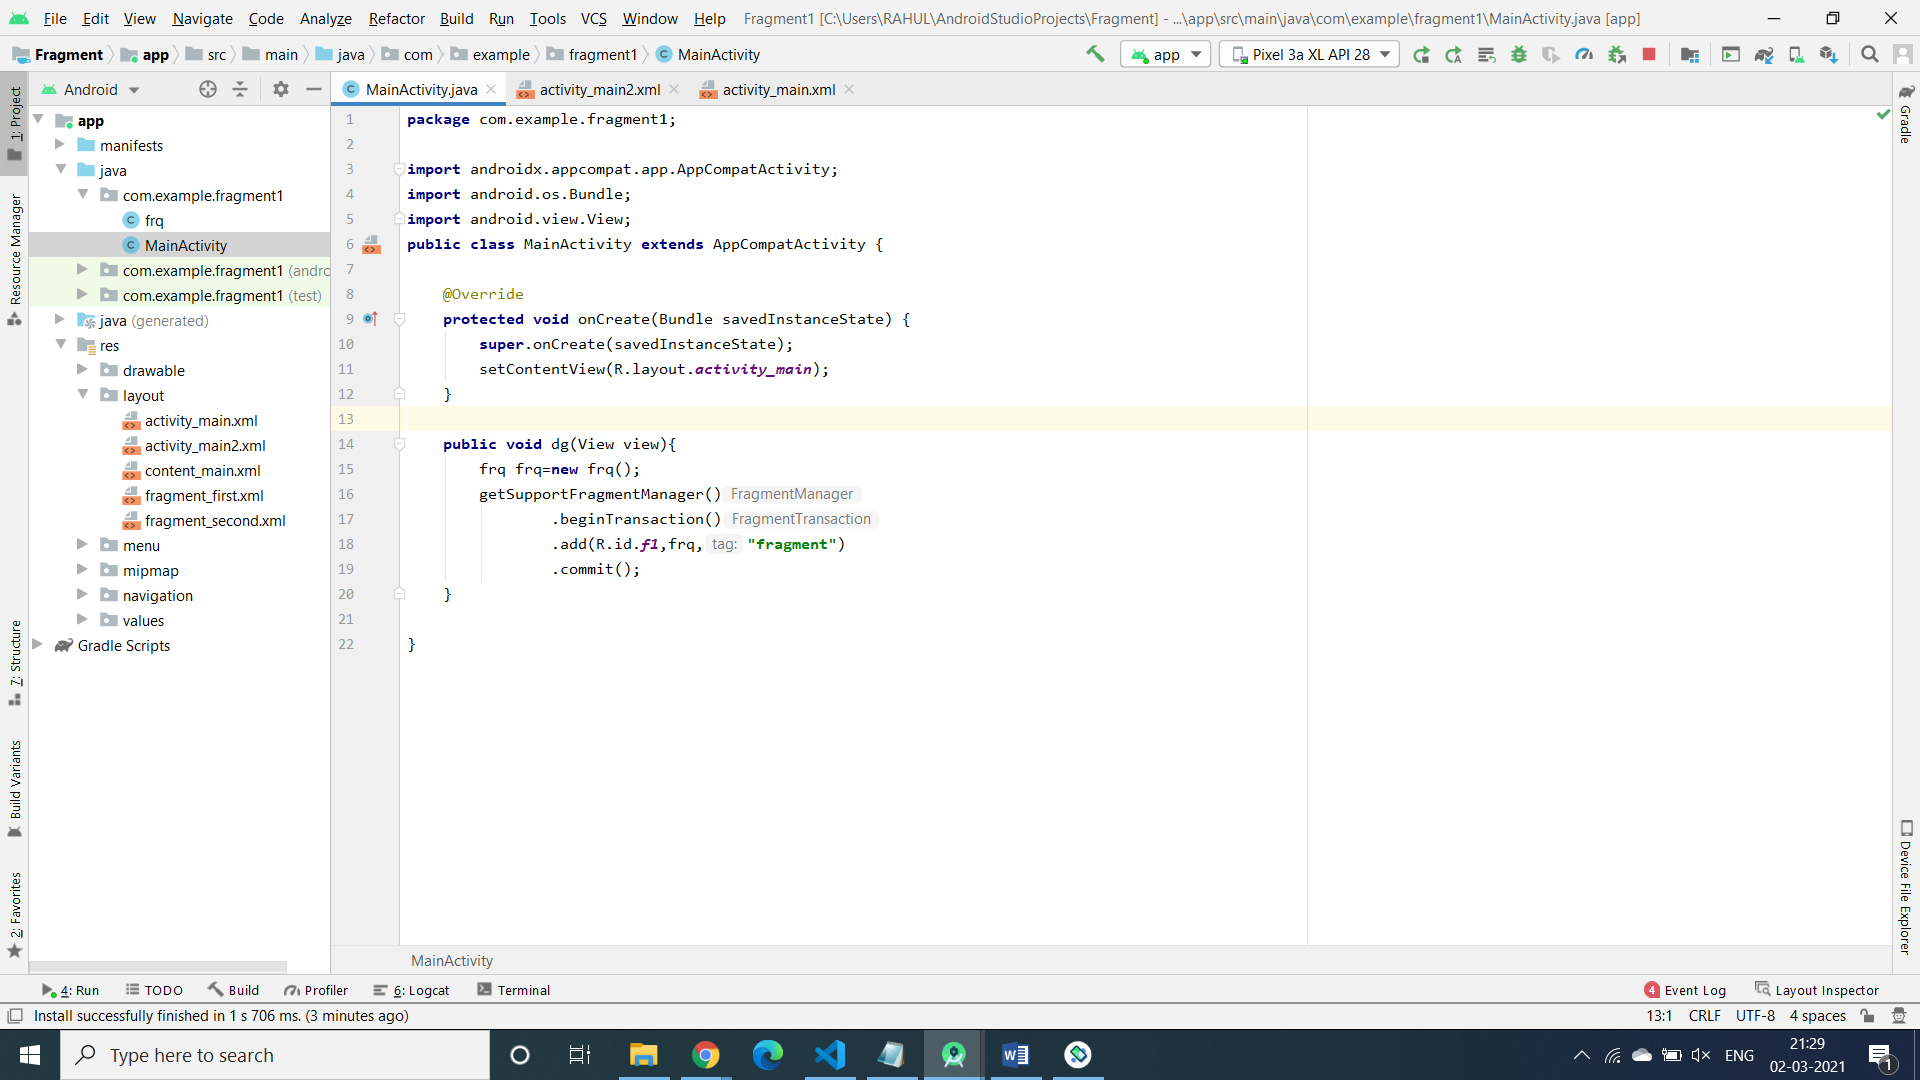 File Edit View Navigate Code Analyze Refactor Build Run Tools VCS Window Help Fragment1 [C:\Users\RAHUL\AndroidStudioProjects\Fragment] - ...\app\src\main\java\com\example\fragment1\MainActivity.java [app]
Fragment app src main java com example fragment1 MainActivity app Pixel 3a XL API 28
Android MainActivity.java activity_main2.xml activity_main.xml
1: Project
Resource Manager
7: Structure
Build Variants
2: Favorites
app
manifests
java
com.example.fragment1
frq
MainActivity
com.example.fragment1 (andro
com.example.fragment1 (test)
java (generated)
res
drawable
layout
activity_main.xml
activity_main2.xml
content_main.xml
fragment_first.xml
fragment_second.xml
menu
mipmap
navigation
values
Gradle Scripts
1 package com.example.fragment1;
2
3 import androidx.appcompat.app.AppCompatActivity;
4 import android.os.Bundle;
5 import android.view.View;
6 public class MainActivity extends AppCompatActivity {
7
8 @Override
9 protected void onCreate(Bundle savedInstanceState) {
10 super.onCreate(savedInstanceState);
11 setContentView(R.layout.activity_main);
12 }
13
14 public void dg(View view){
15 frq frq=new frq();
16 getSupportFragmentManager() FragmentManager
17 .beginTransaction() FragmentTransaction
18 .add(R.id.f1,frq, tag: "fragment")
19 .commit();
20 }
21
22 }
MainActivity
Gradle
Device File Explorer
4: Run TODO Build Profiler 6: Logcat Terminal 4 Event Log Layout Inspector
Install successfully finished in 1 s 706 ms. (3 minutes ago) 13:1 CRLF UTF-8 4 spaces
Type here to search ENG 21:29
02-03-2021 1